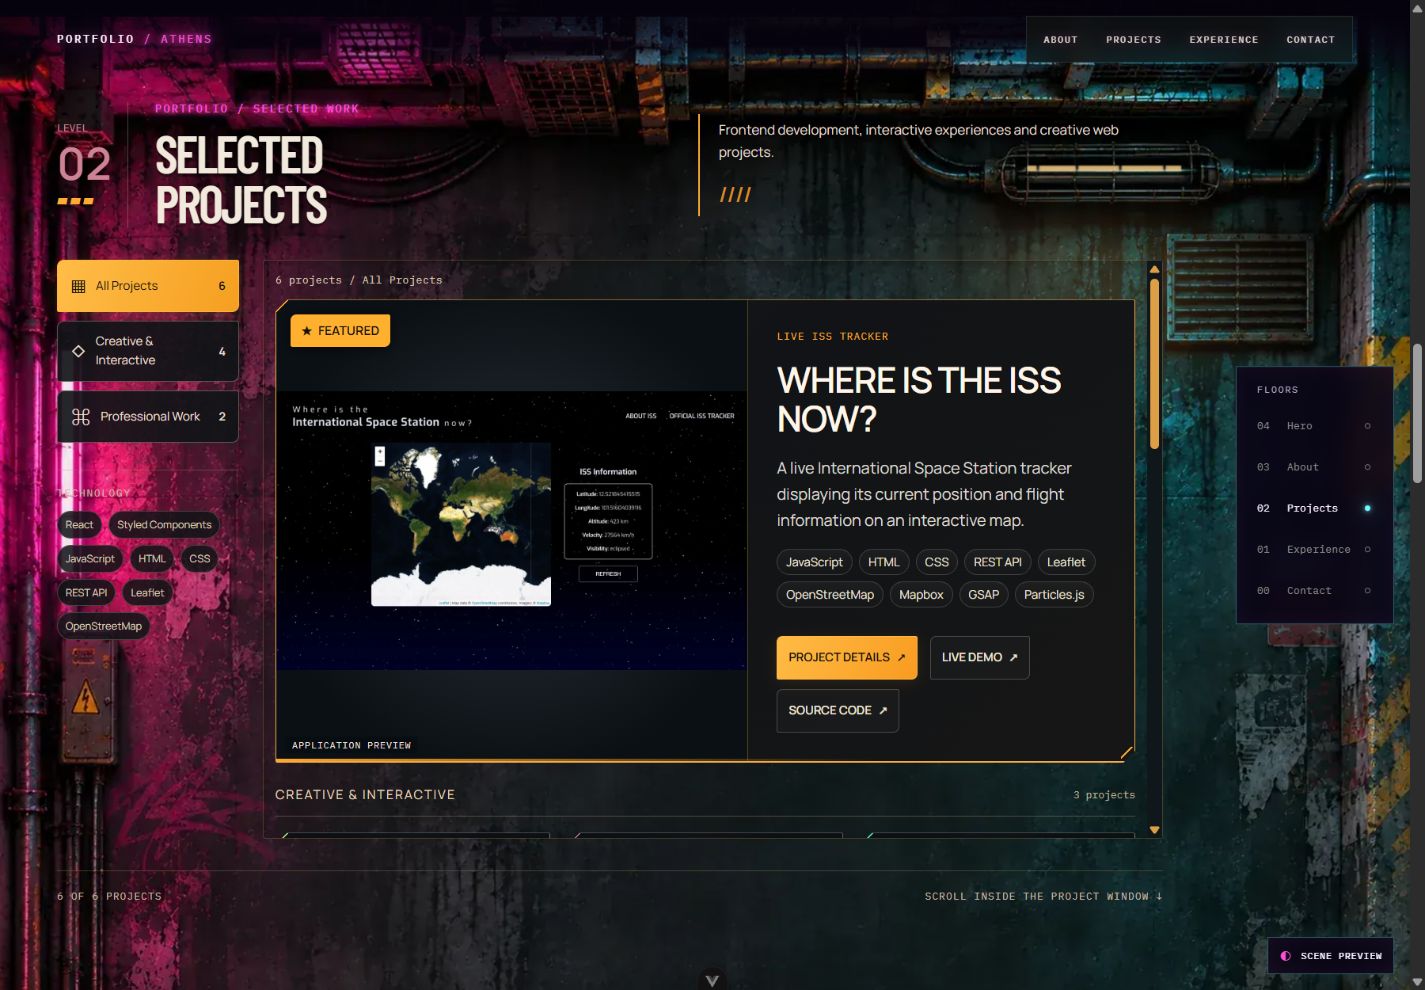 PORTFOLIO / ATHENS
ABOUT PROJECTS EXPERIENCE CONTACT
PORTFOLIO / SELECTED WORK
LEVEL
02
SELECTED
PROJECTS
Frontend development, interactive experiences and creative web
projects.
////
All Projects 6
Creative &
Interactive 4
Professional Work 2
TECHNOLOGY
React Styled Components
JavaScript HTML CSS
REST API Leaflet
OpenStreetMap
6 projects / All Projects
★ FEATURED
Where is the
International Space Station now?
ABOUT ISS OFFICIAL ISS TRACKER
+
ISS Information
Altitude: 423 km
Visibility: eclipsed
REFRESH
APPLICATION PREVIEW
LIVE ISS TRACKER
WHERE IS THE ISS
NOW?
A live International Space Station tracker
displaying its current position and flight
information on an interactive map.
JavaScript HTML CSS REST API Leaflet
OpenStreetMap Mapbox GSAP Particles.js
PROJECT DETAILS ↗ LIVE DEMO ↗
SOURCE CODE ↗
CREATIVE & INTERACTIVE 3 projects
6 OF 6 PROJECTS
SCROLL INSIDE THE PROJECT WINDOW ↓
FLOORS
04 Hero
03 About
02 Projects
01 Experience
00 Contact
SCENE PREVIEW